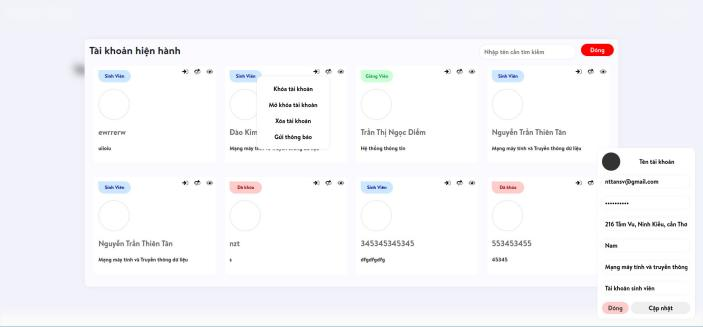 Tài khoản hiện hành
Nhập tên cần tìm kiếm
Đóng
Sinh Viên
Sinh Viên
Giảng Viên
Sinh Viên
Khóa tài khoản
Mở khóa tài khoản
Xóa tài khoản
Gửi thông báo
ewrrerw
Đào Kim
Trần Thị Ngọc Diễm
Nguyễn Trần Thiên Tân
uioiu
Mạng máy tính và Truyền thông dữ liệu
Hệ thống thông tin
Mạng máy tính và Truyền thông dữ liệu
Sinh Viên
Đã khóa
Sinh Viên
Đã khóa
Nguyễn Trần Thiên Tân
nzt
345345345345
553453455
Mạng máy tính và Truyền thông dữ liệu
s
dfgdfgdfg
45345
Tên tài khoản
nttansv@gmail.com
••••••••••
216 Tầm Vu, Ninh Kiều, cần Thơ
Nam
Mạng máy tính và truyền thông
Tài khoản sinh viên
Đóng
Cập nhật